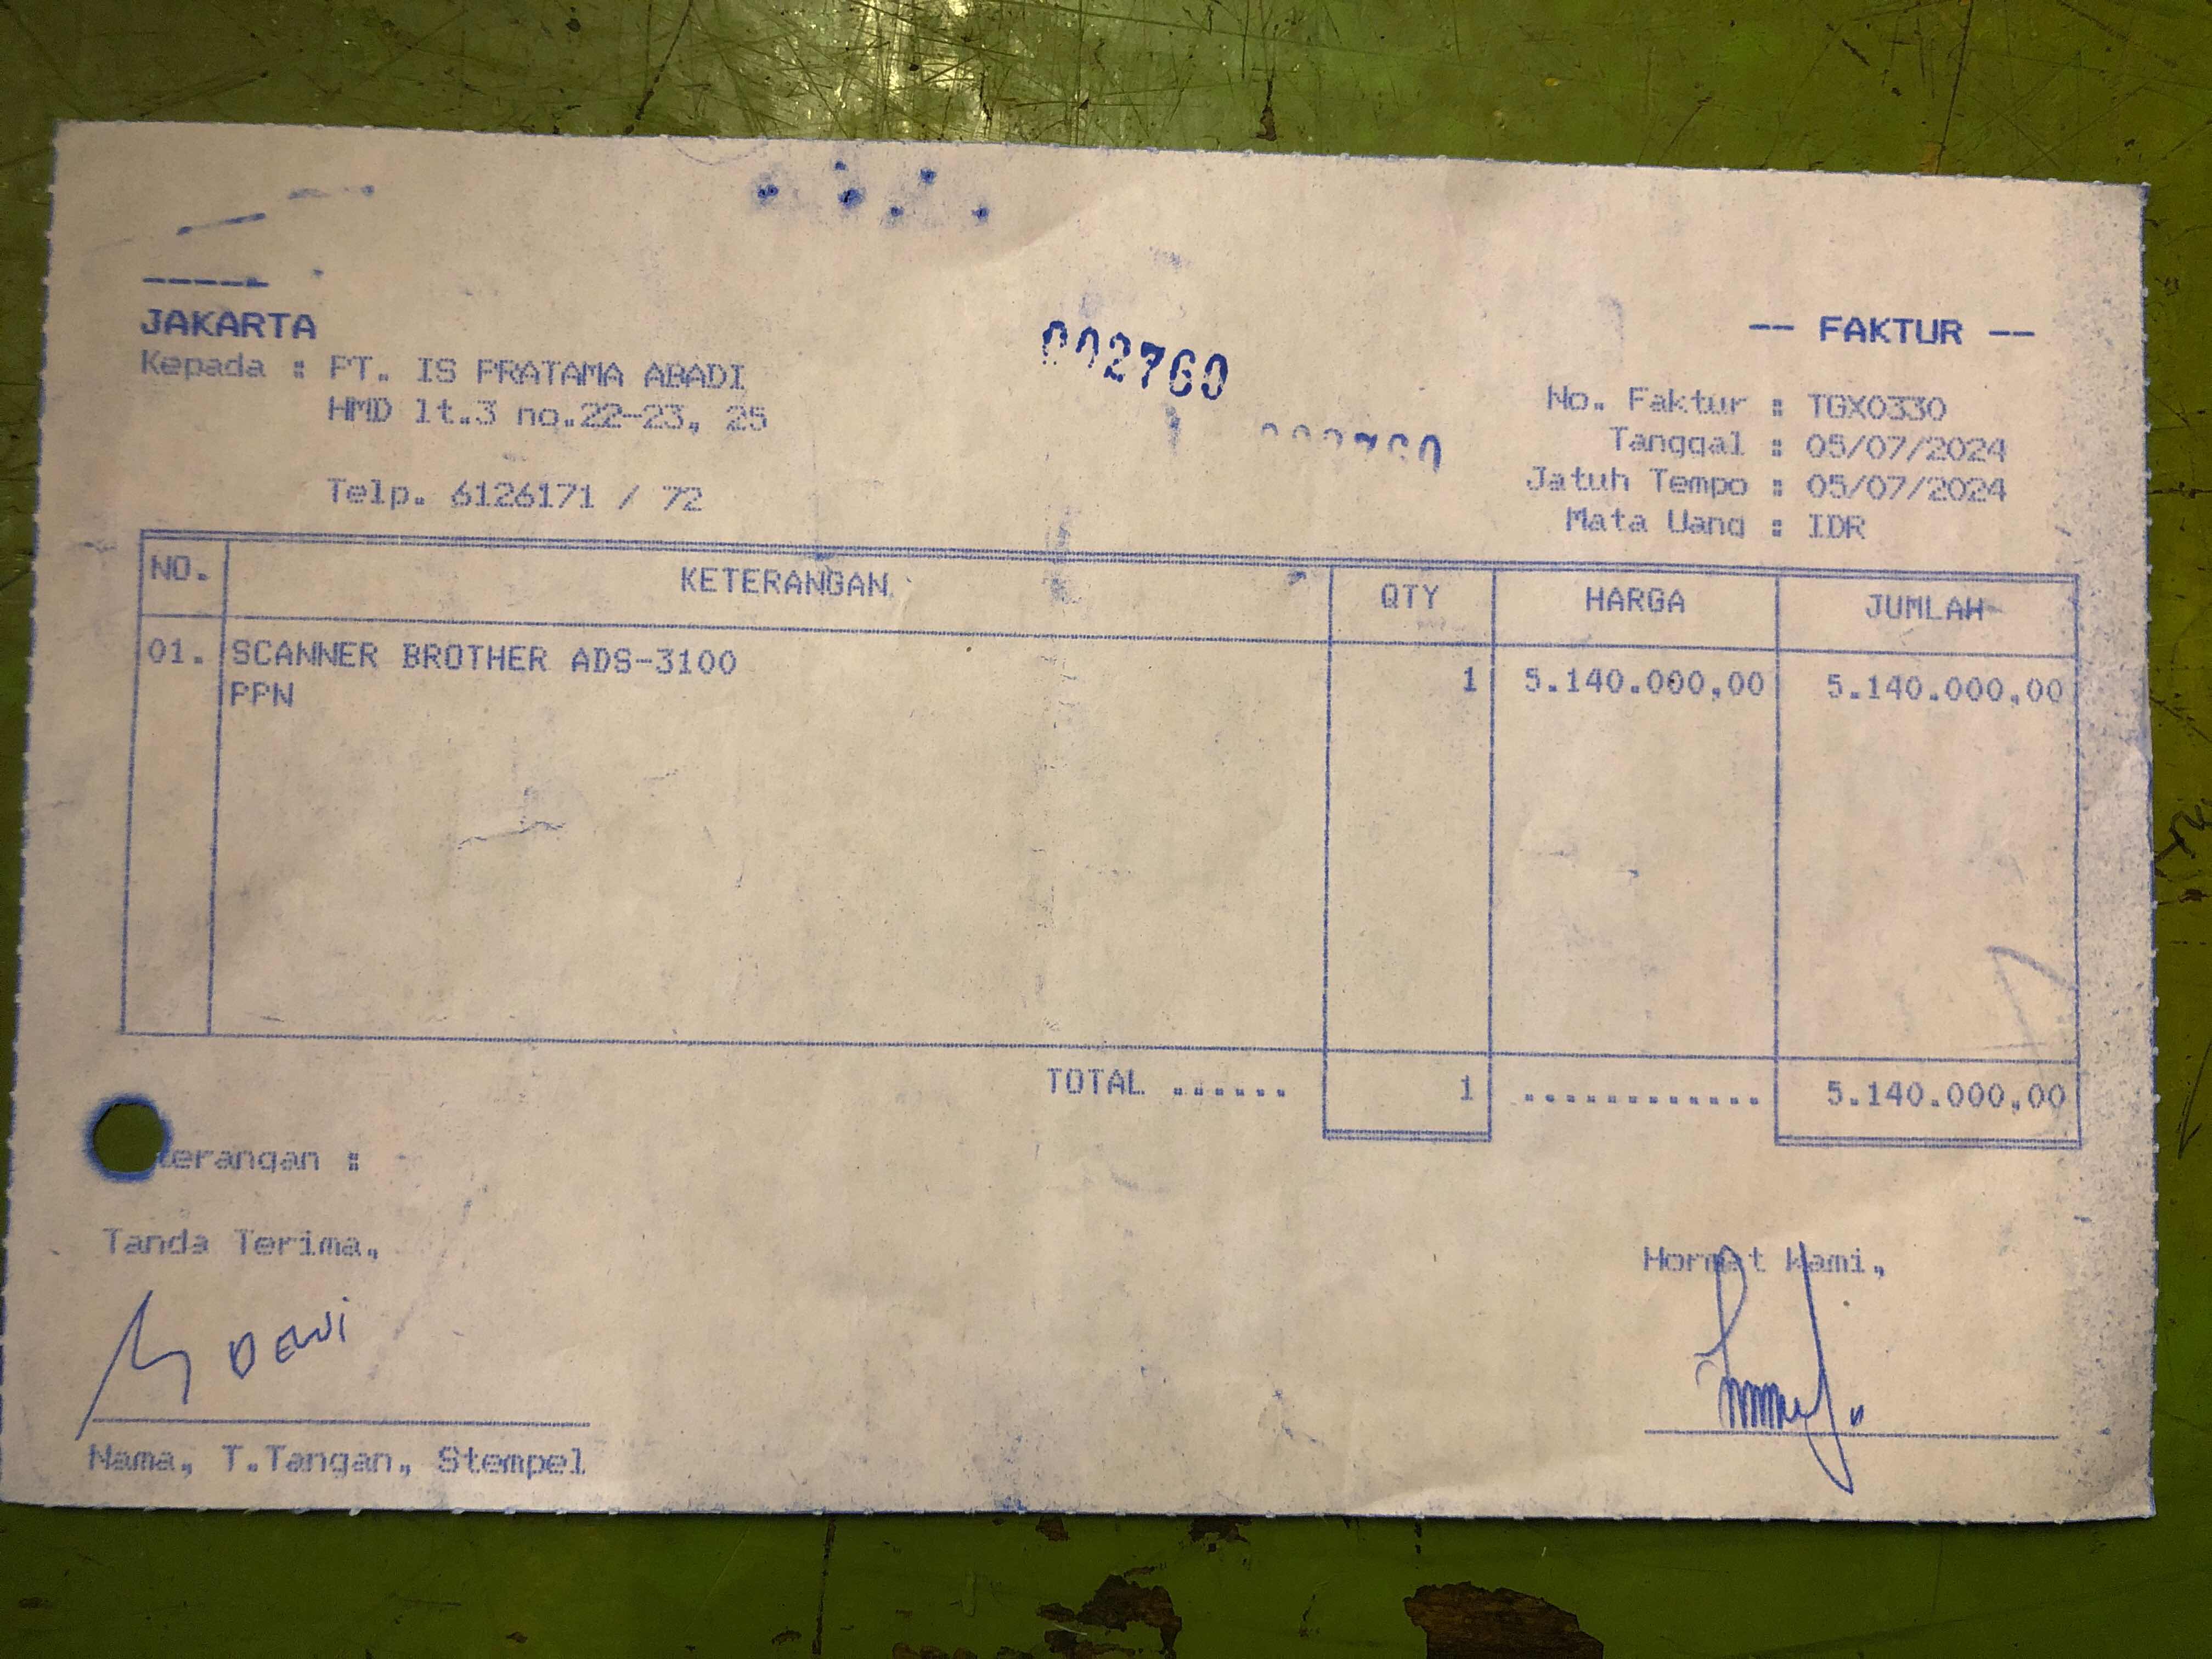 JAKARTA
-- FAKTUR --
Kepada : PT. IS PRATAMA ABADI
HMD lt.3 no.22-23, 25
Telp. 6126171 / 72
002760
002760
No. Faktur : TGX0330
Tanggal : 05/07/2024
Jatuh Tempo : 05/07/2024
Mata Uang : IDR
NO. KETERANGAN QTY HARGA JUMLAH
01. SCANNER BROTHER ADS-3100
PPN 1 5.140.000,00 5.140.000,00
TOTAL ...... 1 ............ 5.140.000,00
terangan :
Tanda Terima, Hormat kami,
DEWI
Nama, T.Tangan, Stempel